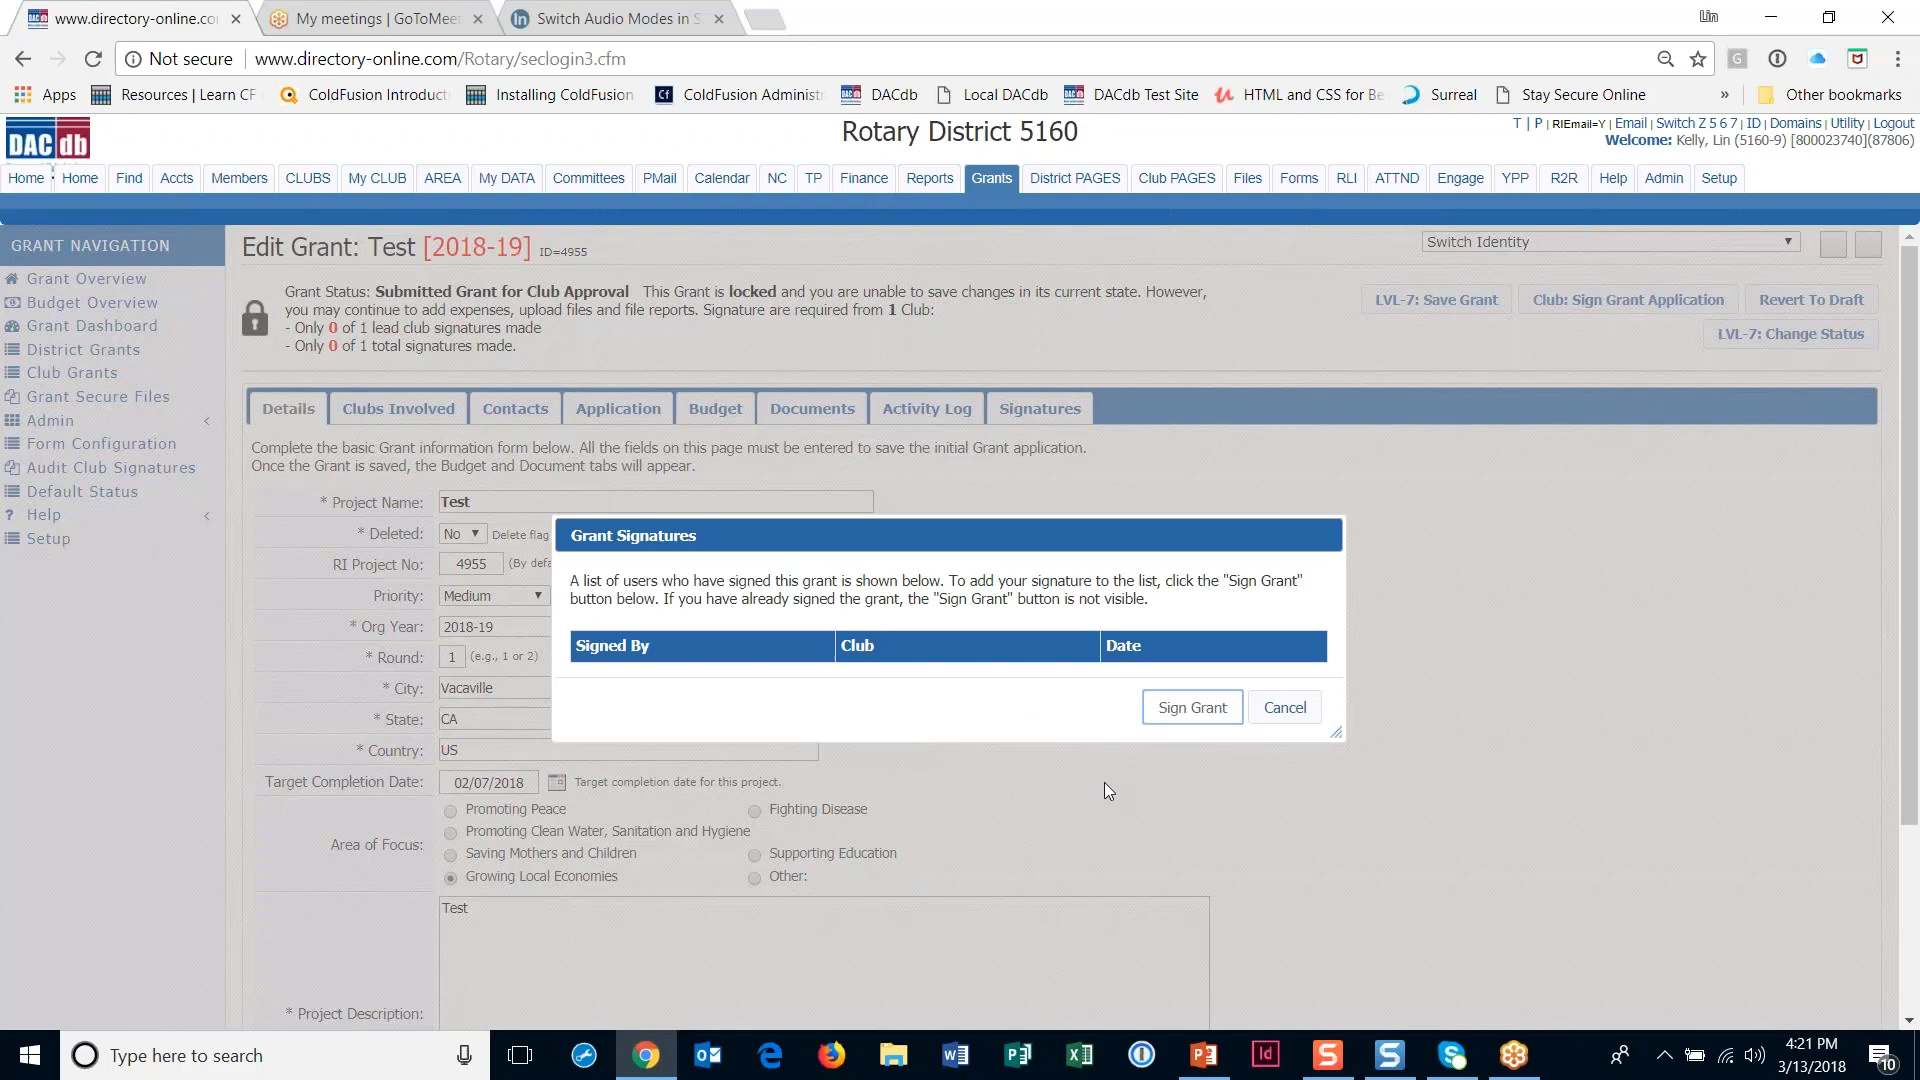 www.directory-online.co
My meetings | GoToMee
Switch Audio Modes in S
Lin
Not secure
www.directory-online.com/Rotary/seclogin3.cfm
Apps
Resources | Learn CF
ColdFusion Introduct
Installing ColdFusion
ColdFusion Administr
DACdb
Local DACdb
DACdb Test Site
HTML and CSS for Be
Surreal
Stay Secure Online
»
Other bookmarks
DACdb
Rotary District 5160
T | P | RIEmail=Y | Email | Switch Z 5 6 7 | ID | Domains | Utility | Logout
Welcome: Kelly, Lin (5160-9) [800023740](87806)
Home
Home
Find
Accts
Members
CLUBS
My CLUB
AREA
My DATA
Committees
PMail
Calendar
NC
TP
Finance
Reports
Grants
District PAGES
Club PAGES
Files
Forms
RLI
ATTND
Engage
YPP
R2R
Help
Admin
Setup
GRANT NAVIGATION
Grant Overview
Budget Overview
Grant Dashboard
District Grants
Club Grants
Grant Secure Files
Admin
Form Configuration
Audit Club Signatures
Default Status
Help
Setup
Edit Grant: Test [2018-19] ID=4955
Switch Identity
Grant Status: Submitted Grant for Club Approval This Grant is locked and you are unable to save changes in its current state. However,
you may continue to add expenses, upload files and file reports. Signature are required from 1 Club:
- Only 0 of 1 lead club signatures made
- Only 0 of 1 total signatures made.
LVL-7: Save Grant
Club: Sign Grant Application
Revert To Draft
LVL-7: Change Status
Details
Clubs Involved
Contacts
Application
Budget
Documents
Activity Log
Signatures
Complete the basic Grant information form below. All the fields on this page must be entered to save the initial Grant application.
Once the Grant is saved, the Budget and Document tabs will appear.
* Project Name: Test
* Deleted: No Delete flag
RI Project No: 4955 (By defa
Priority: Medium
* Org Year: 2018-19
* Round: 1 (e.g., 1 or 2)
* City: Vacaville
* State: CA
* Country: US
Target Completion Date: 02/07/2018 Target completion date for this project.
Area of Focus:
Promoting Peace
Fighting Disease
Promoting Clean Water, Sanitation and Hygiene
Saving Mothers and Children
Supporting Education
Growing Local Economies
Other:
* Project Description:
Test
Grant Signatures
A list of users who have signed this grant is shown below. To add your signature to the list, click the "Sign Grant"
button below. If you have already signed the grant, the "Sign Grant" button is not visible.
Signed By
Club
Date
Sign Grant
Cancel
Type here to search
4:21 PM
3/13/2018
10